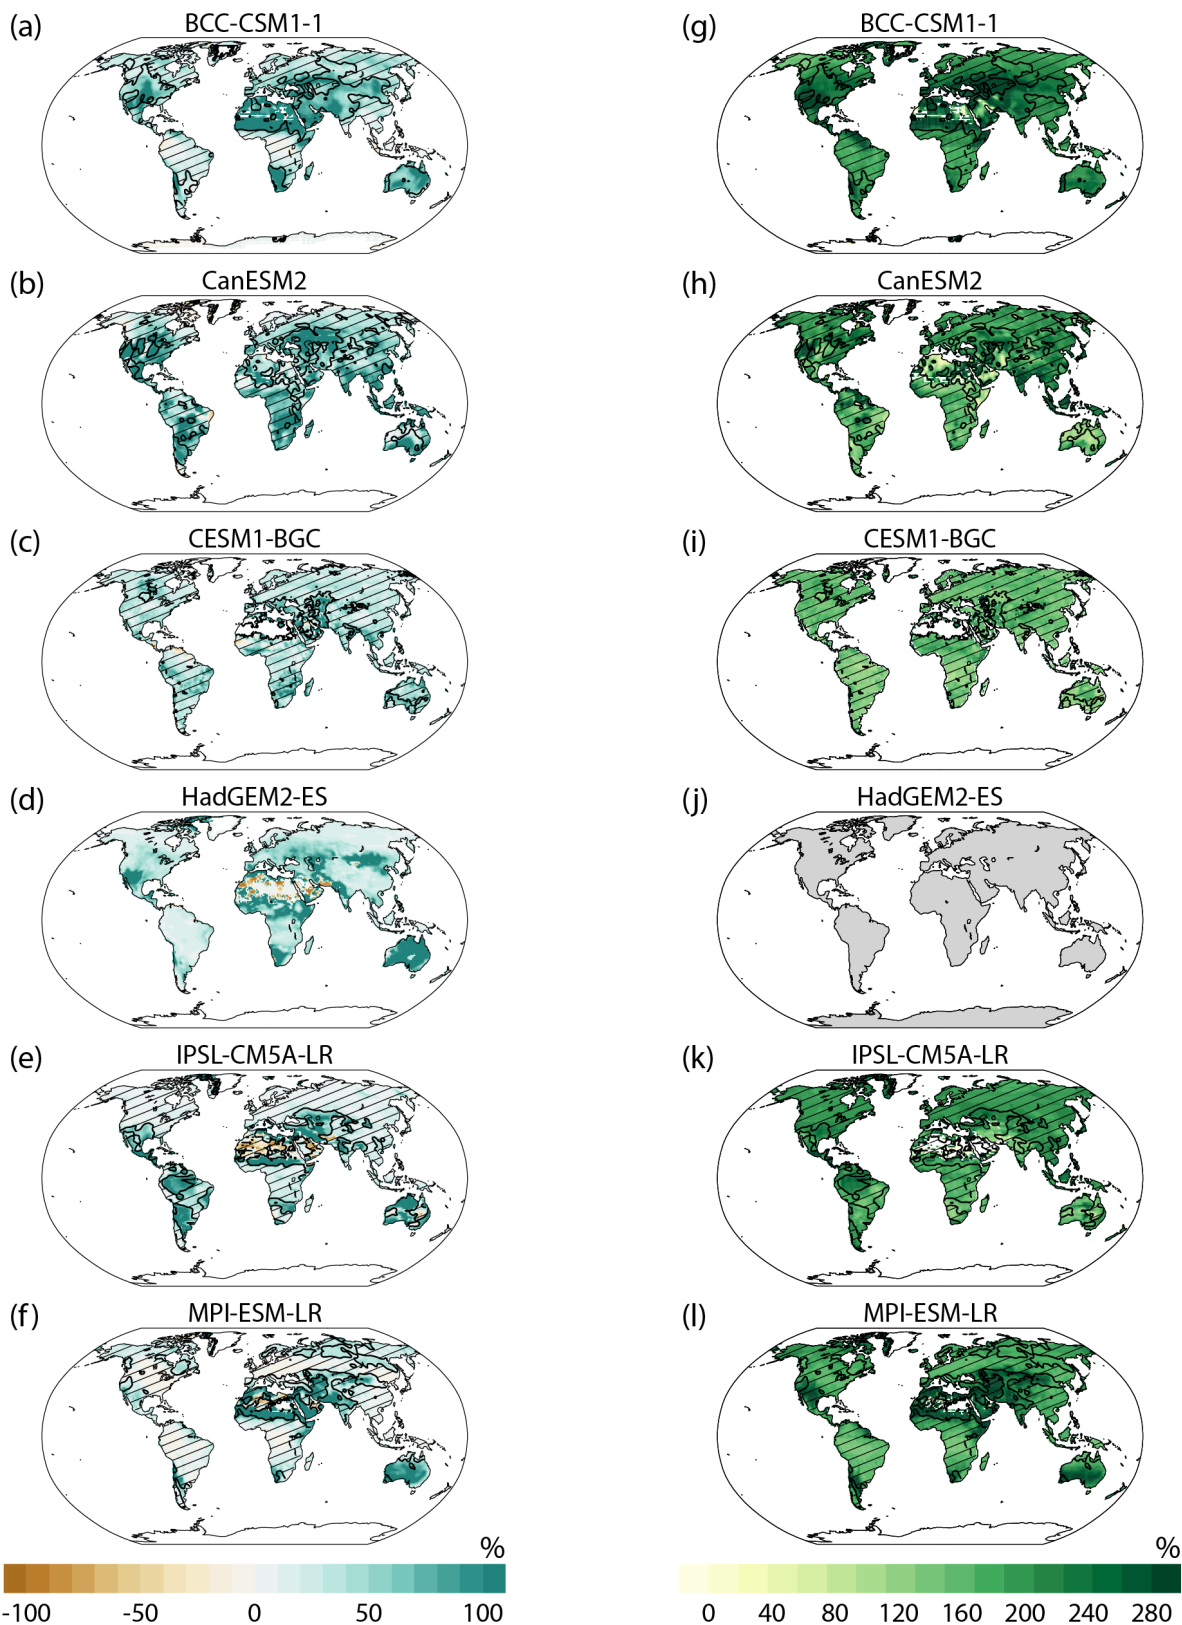 (a) BCC-CSM1-1
(g) BCC-CSM1-1
(b) CanESM2
(h) CanESM2
(c) CESM1-BGC
(i) CESM1-BGC
(d) HadGEM2-ES
(j) HadGEM2-ES
(e) IPSL-CM5A-LR
(k) IPSL-CM5A-LR
(f) MPI-ESM-LR
(l) MPI-ESM-LR
%
-100 -50 0 50 100
%
0 40 80 120 160 200 240 280